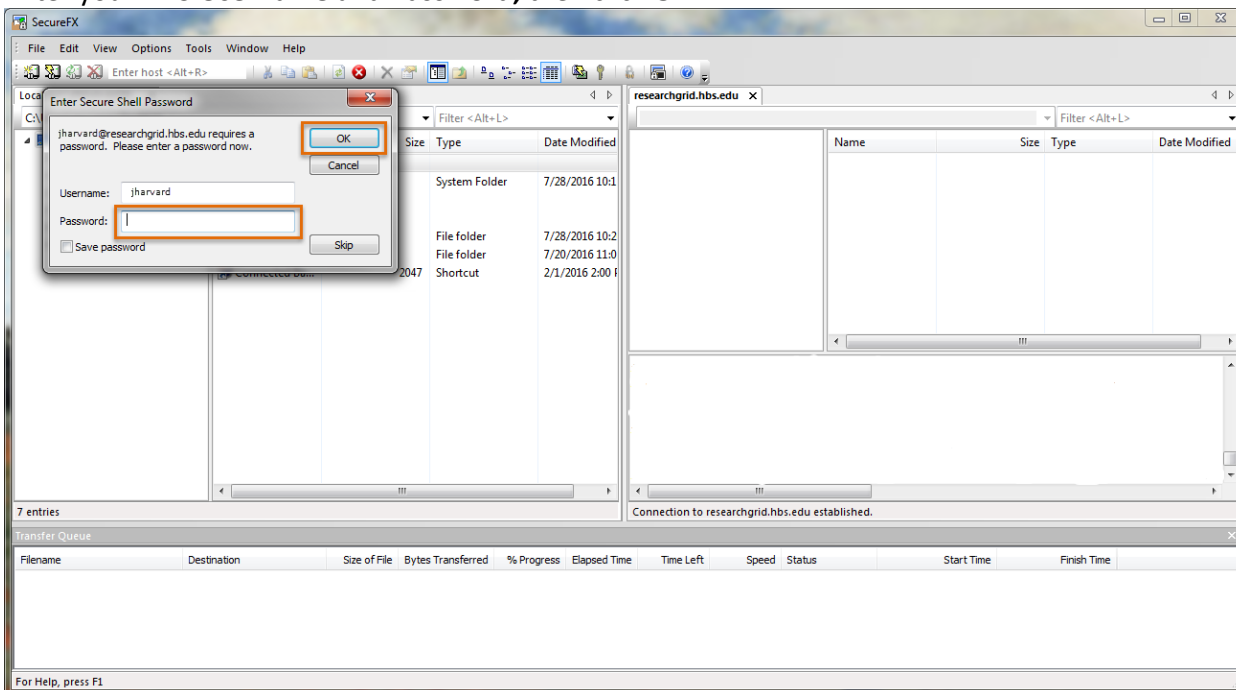 SecureFX
File Edit View Options Tools Window Help
Enter host <Alt+R>
Enter Secure Shell Password
jharvard@researchgrid.hbs.edu requires a
password. Please enter a password now.
OK
Cancel
Username: jharvard
Password:
Save password
Skip
Filter <Alt+L>
Size Type Date Modified
System Folder 7/28/2016 10:1
File folder 7/28/2016 10:2
File folder 7/20/2016 11:0
2047 Shortcut 2/1/2016 2:00
7 entries
researchgrid.hbs.edu X
Filter <Alt+L>
Name Size Type Date Modified
Connection to researchgrid.hbs.edu established.
Transfer Queue
Filename Destination Size of File Bytes Transferred % Progress Elapsed Time Time Left Speed Status Start Time Finish Time
For Help, press F1